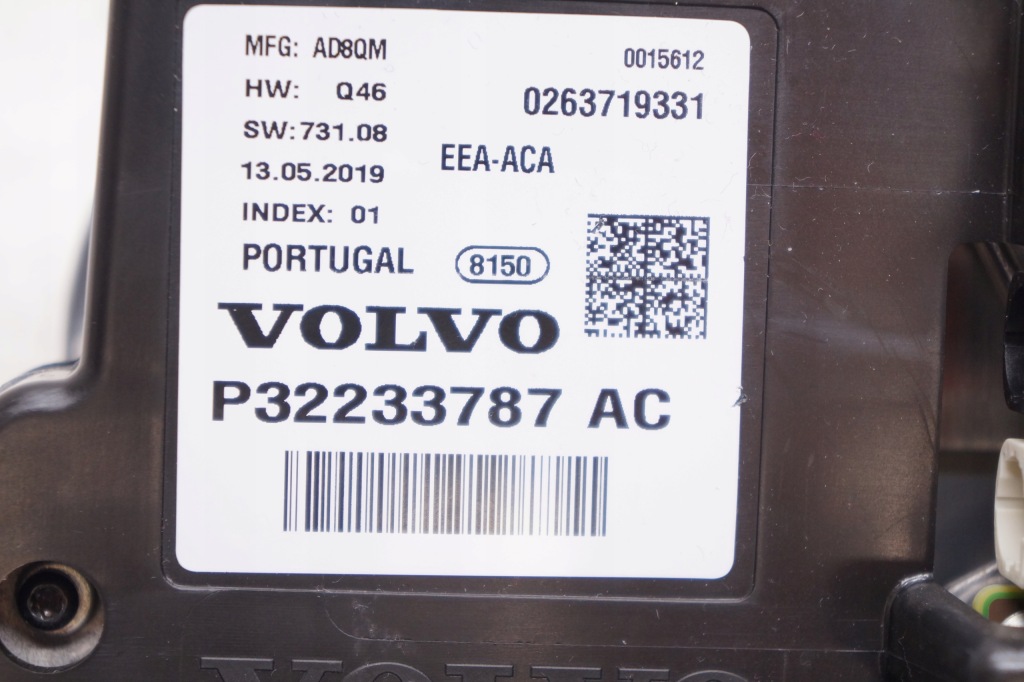 MFG: AD8QM
0015612
HW: Q46
0263719331
SW:731.08
EEA-ACA
13.05.2019
INDEX: 01
PORTUGAL
8150
VOLVO
P32233787 AC
VOLVO